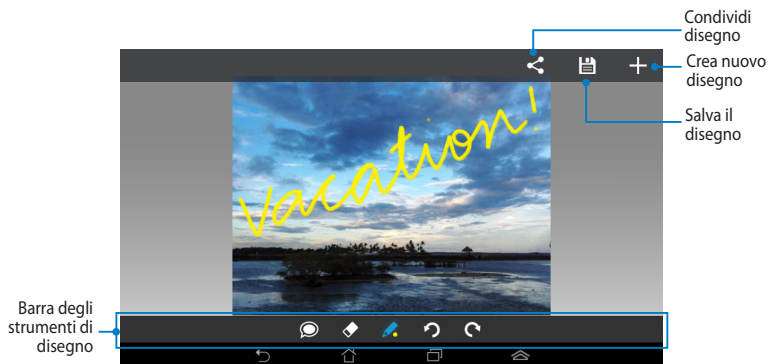 Condividi
disegno
Crea nuovo
disegno
Salva il
disegno
Vacation!
Barra degli
strumenti di
disegno